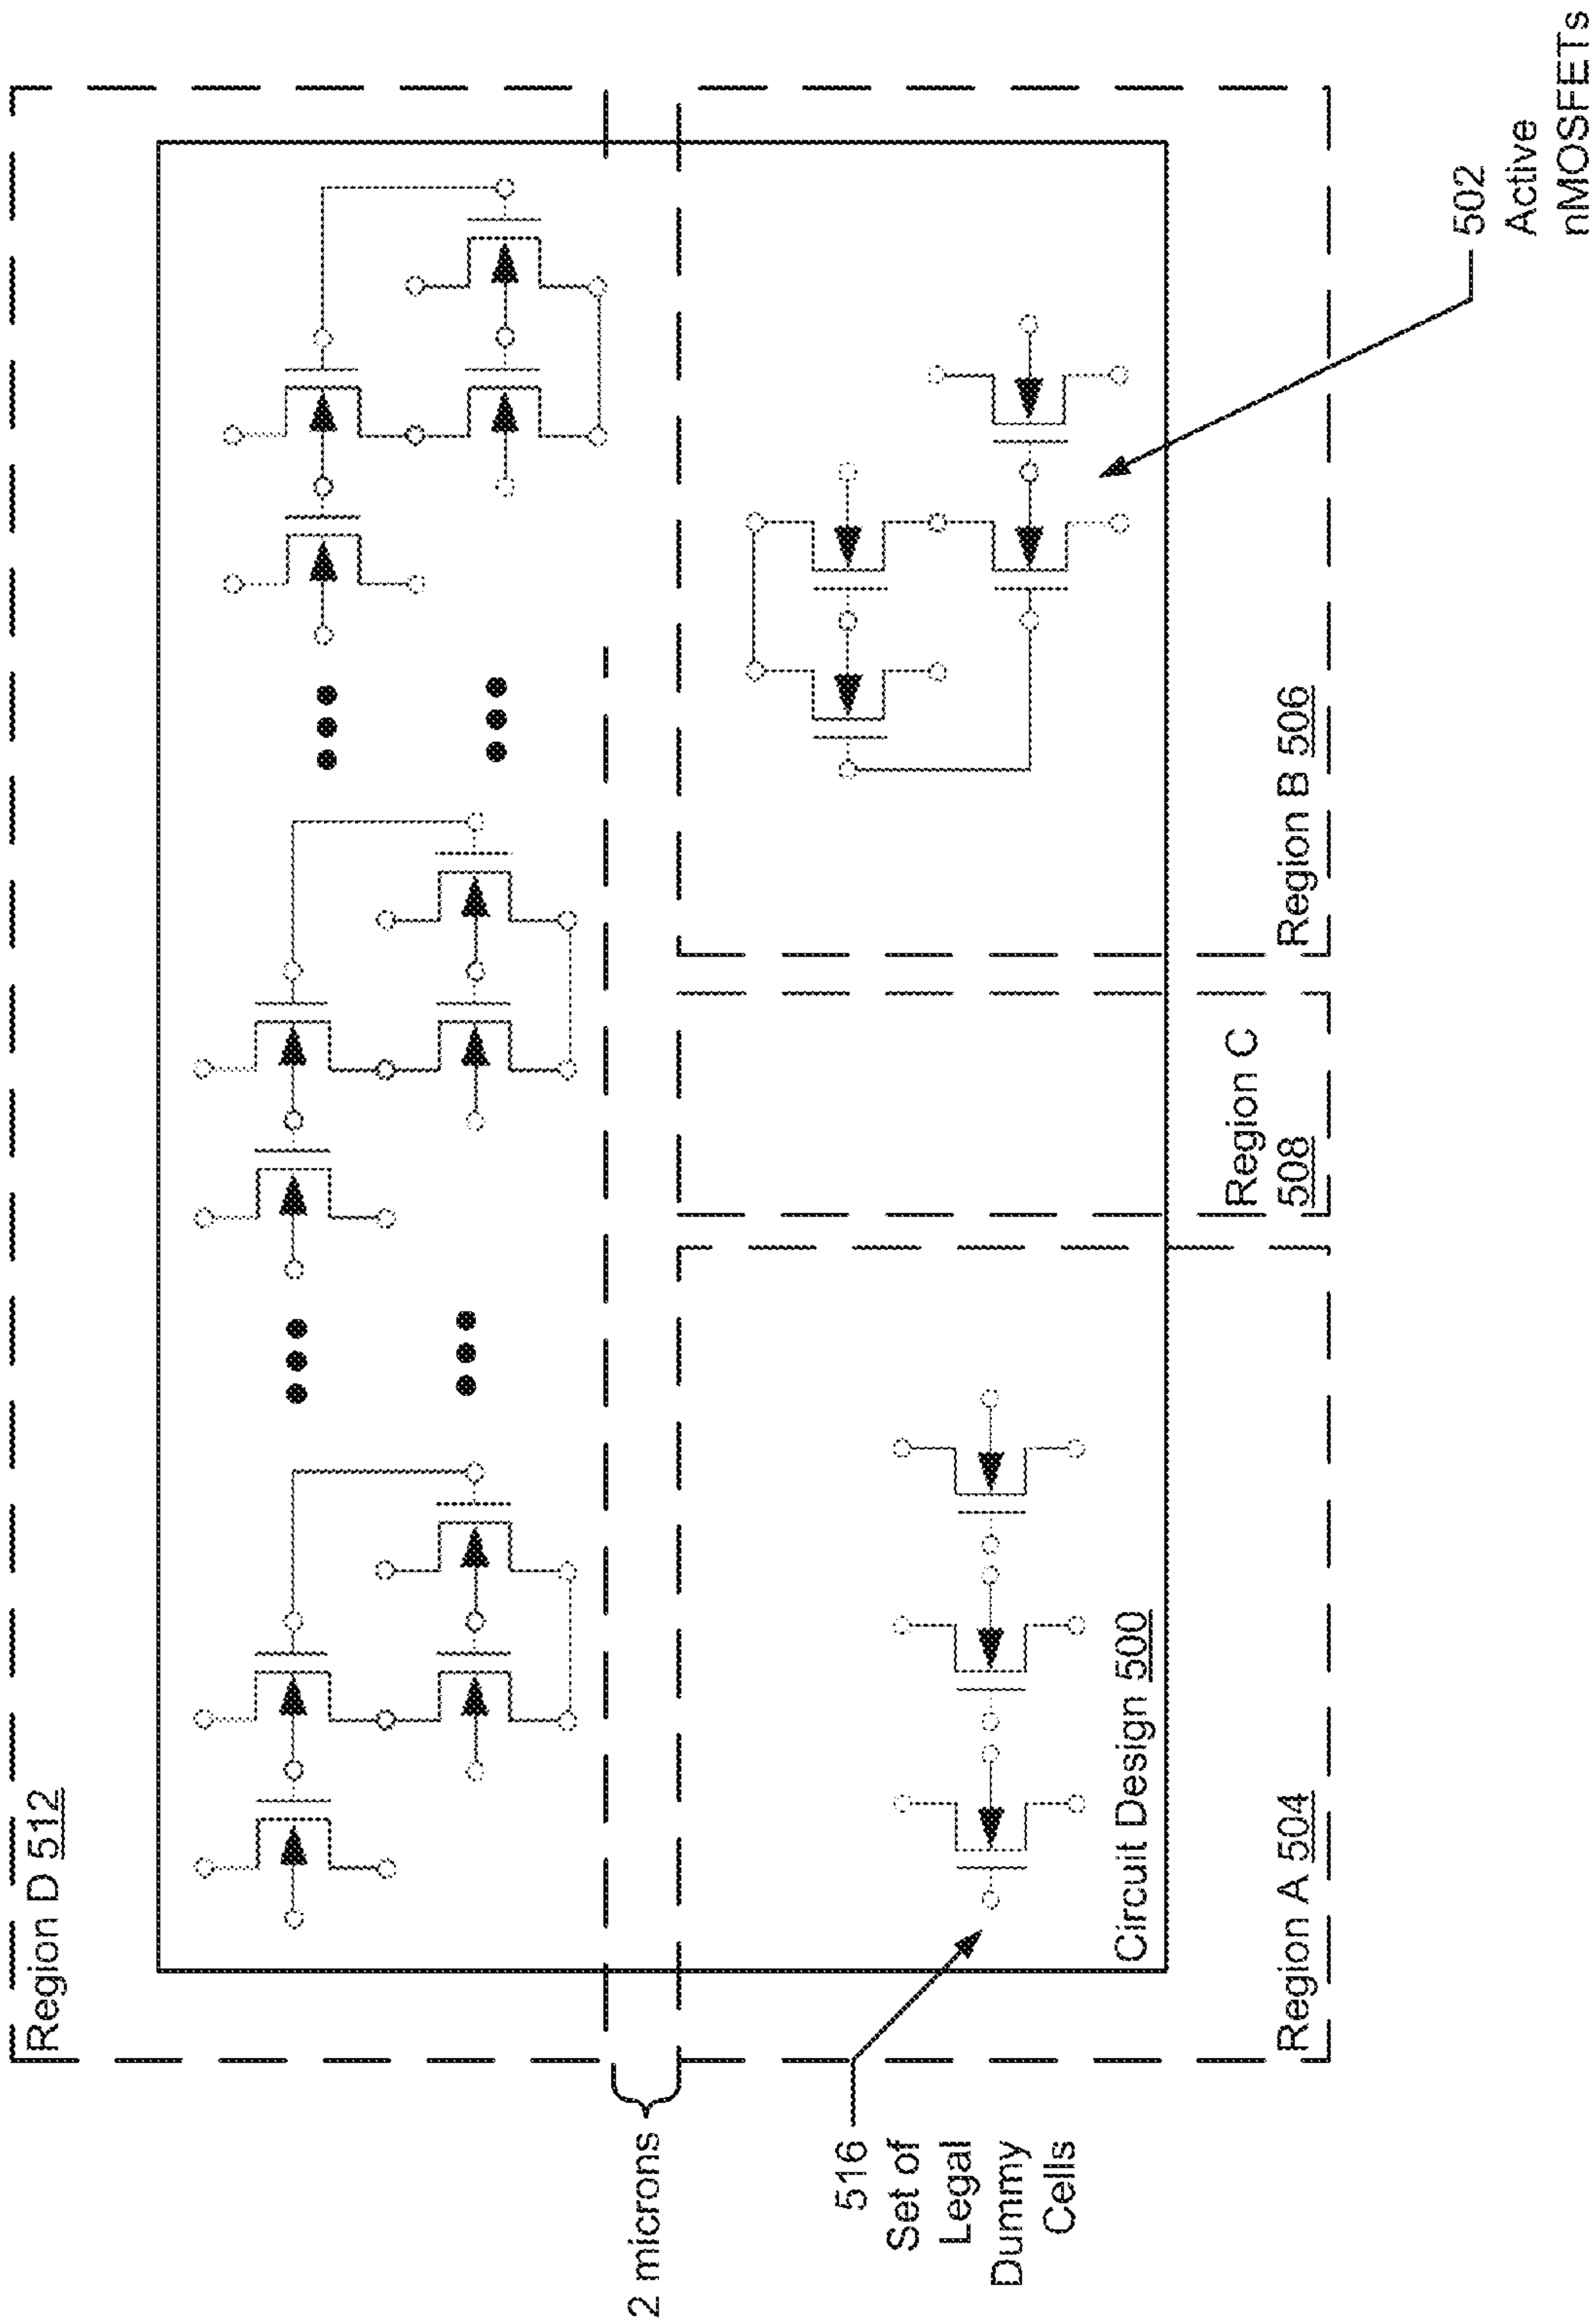 Region D 512
2 microns
516
Set of
Legal
Dummy
Cells
Circuit Design 500
Region A 504
Region C
508
Region B 506
502
Active
nMOSFETs